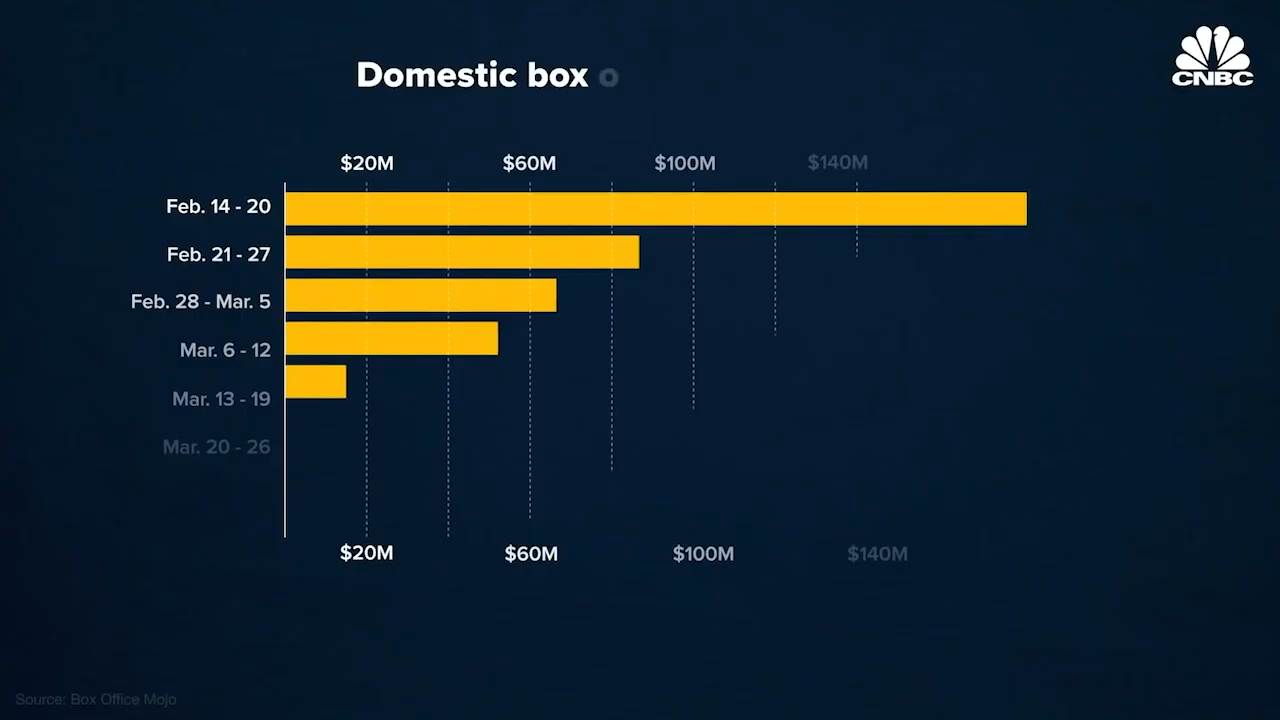 CNBC
Domestic box o
$20M $60M $100M $140M
Feb. 14 - 20
Feb. 21 - 27
Feb. 28 - Mar. 5
Mar. 6 - 12
Mar. 13 - 19
Mar. 20 - 26
$20M $60M $100M $140M
Source: Box Office Mojo